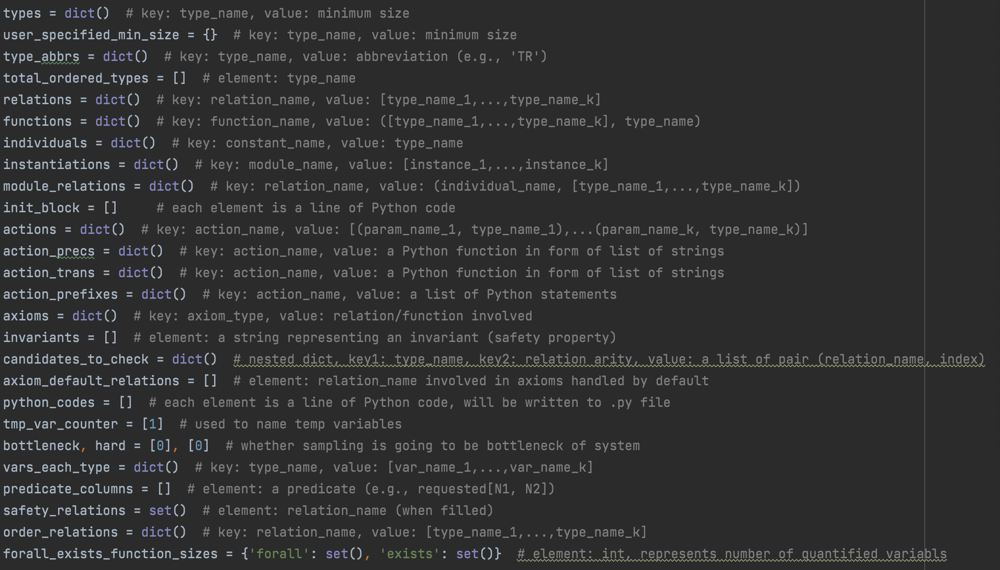 types = dict()  # key: type_name, value: minimum size
user_specified_min_size = {}  # key: type_name, value: minimum size
type_abbrs = dict()  # key: type_name, value: abbreviation (e.g., 'TR')
total_ordered_types = []  # element: type_name
relations = dict()  # key: relation_name, value: [type_name_1,...,type_name_k]
functions = dict()  # key: function_name, value: ([type_name_1,...,type_name_k], type_name)
individuals = dict()  # key: constant_name, value: type_name
instantiations = dict()  # key: module_name, value: [instance_1,...,instance_k]
module_relations = dict()  # key: relation_name, value: (individual_name, [type_name_1,...,type_name_k])
init_block = []     # each element is a line of Python code
actions = dict()  # key: action_name, value: [(param_name_1, type_name_1),...(param_name_k, type_name_k)]
action_precs = dict()  # key: action_name, value: a Python function in form of list of strings
action_trans = dict()  # key: action_name, value: a Python function in form of list of strings
action_prefixes = dict()  # key: action_name, value: a list of Python statements
axioms = dict()  # key: axiom_type, value: relation/function involved
invariants = []  # element: a string representing an invariant (safety property)
candidates_to_check = dict()  # nested dict, key1: type_name, key2: relation arity, value: a list of pair (relation_name, index)
axiom_default_relations = []  # element: relation_name involved in axioms handled by default
python_codes = []  # each element is a line of Python code, will be written to .py file
tmp_var_counter = [1]  # used to name temp variables
bottleneck, hard = [0], [0]  # whether sampling is going to be bottleneck of system
vars_each_type = dict()  # key: type_name, value: [var_name_1,...,var_name_k]
predicate_columns = []  # element: a predicate (e.g., requested[N1, N2])
safety_relations = set()  # element: relation_name (when filled)
order_relations = dict()  # key: relation_name, value: [type_name_1,...,type_name_k]
forall_exists_function_sizes = {'forall': set(), 'exists': set()}  # element: int, represents number of quantified variabls